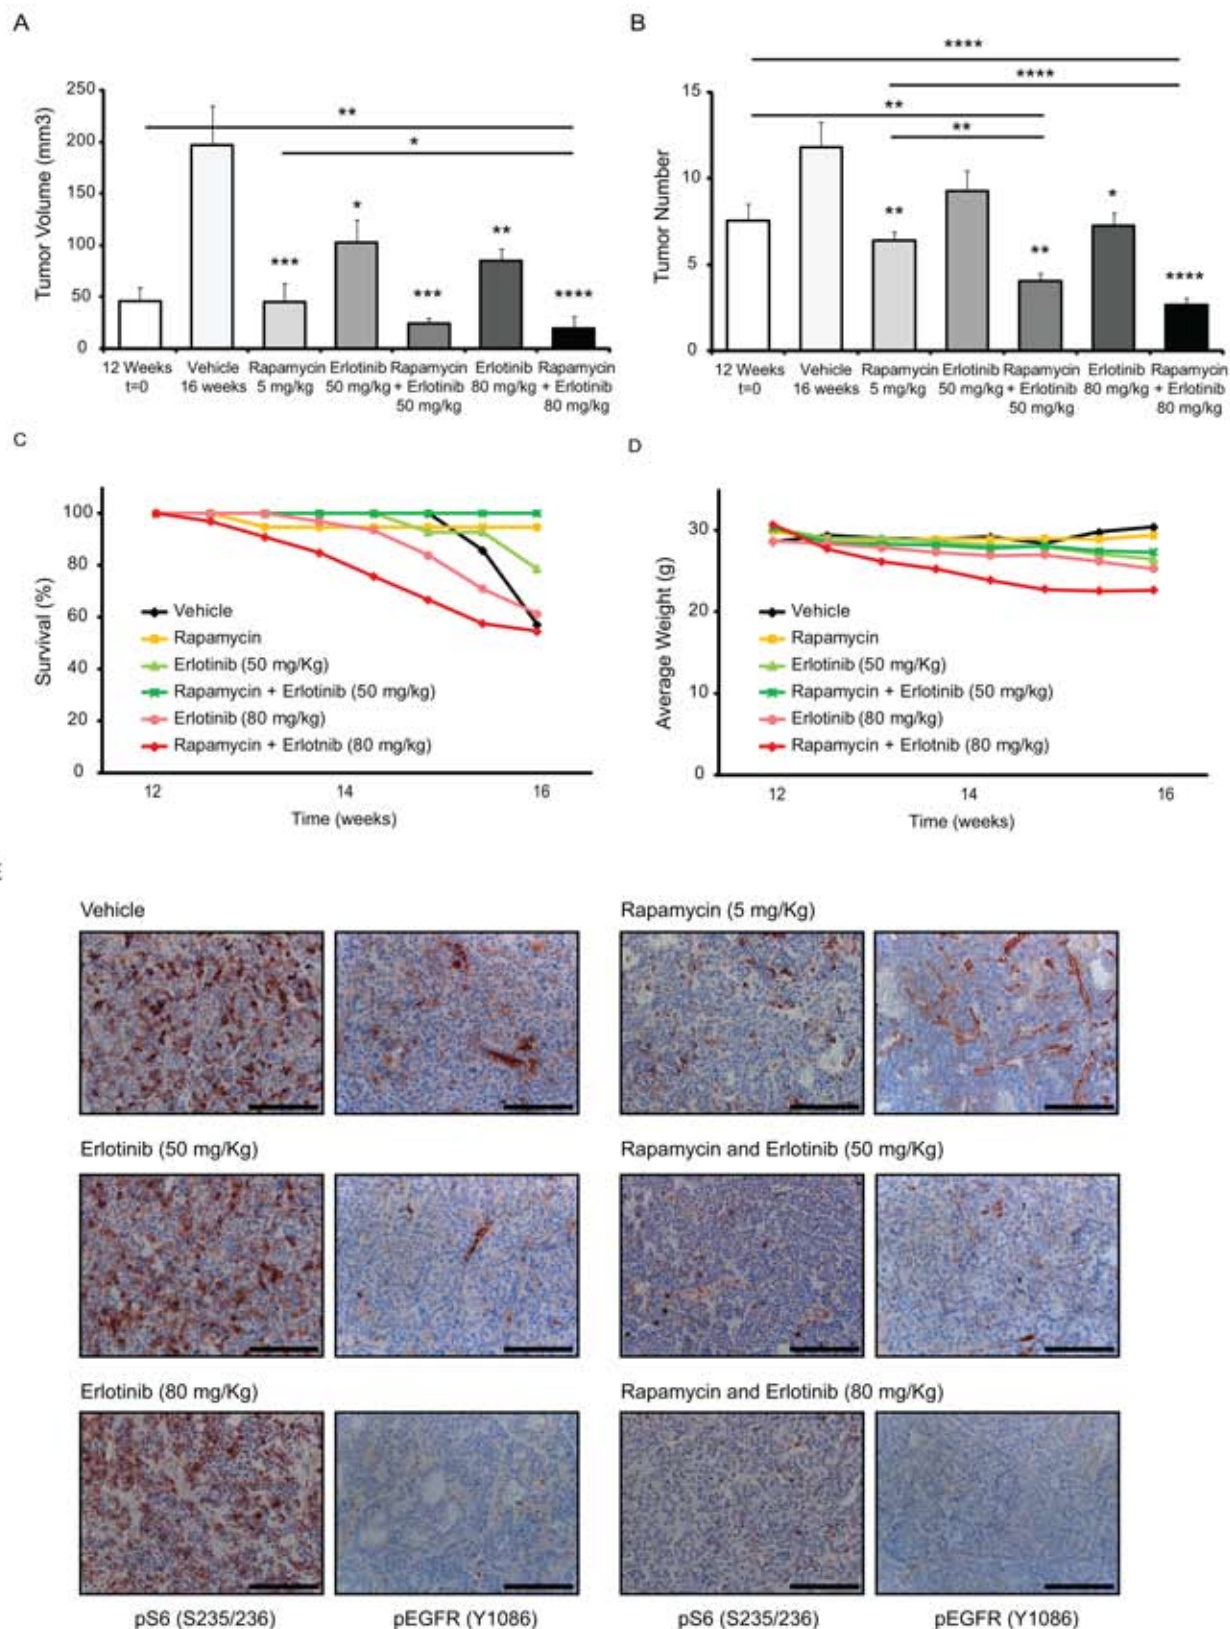 A
Tumor Volume (mm3)
250
200
150
100
50
0
**
*
***
*
***
**
****
12 Weeks
t=0
Vehicle
16 weeks
Rapamycin
5 mg/kg
Erlotinib
50 mg/kg
Rapamycin
+ Erlotinib
50 mg/kg
Erlotinib
80 mg/kg
Rapamycin
+ Erlotinib
80 mg/kg
B
Tumor Number
15
10
5
0
****
****
**
**
**
**
*
****
12 Weeks
t=0
Vehicle
16 weeks
Rapamycin
5 mg/kg
Erlotinib
50 mg/kg
Rapamycin
+ Erlotinib
50 mg/kg
Erlotinib
80 mg/kg
Rapamycin
+ Erlotinib
80 mg/kg
C
Survival (%)
100
80
60
40
20
0
Vehicle
Rapamycin
Erlotinib (50 mg/Kg)
Rapamycin + Erlotinib (50 mg/kg)
Erlotinib (80 mg/kg)
Rapamycin + Erlotnib (80 mg/kg)
12
14
16
Time (weeks)
D
Average Weight (g)
30
20
10
0
Vehicle
Rapamycin
Erlotinib (50 mg/Kg)
Rapamycin + Erlotinib (50 mg/kg)
Erlotinib (80 mg/kg)
Rapamycin + Erlotnib (80 mg/kg)
12
14
16
Time (weeks)
Vehicle
Rapamycin (5 mg/Kg)
Erlotinib (50 mg/Kg)
Rapamycin and Erlotinib (50 mg/Kg)
Erlotinib (80 mg/Kg)
Rapamycin and Erlotinib (80 mg/Kg)
pS6 (S235/236)
pEGFR (Y1086)
pS6 (S235/236)
pEGFR (Y1086)